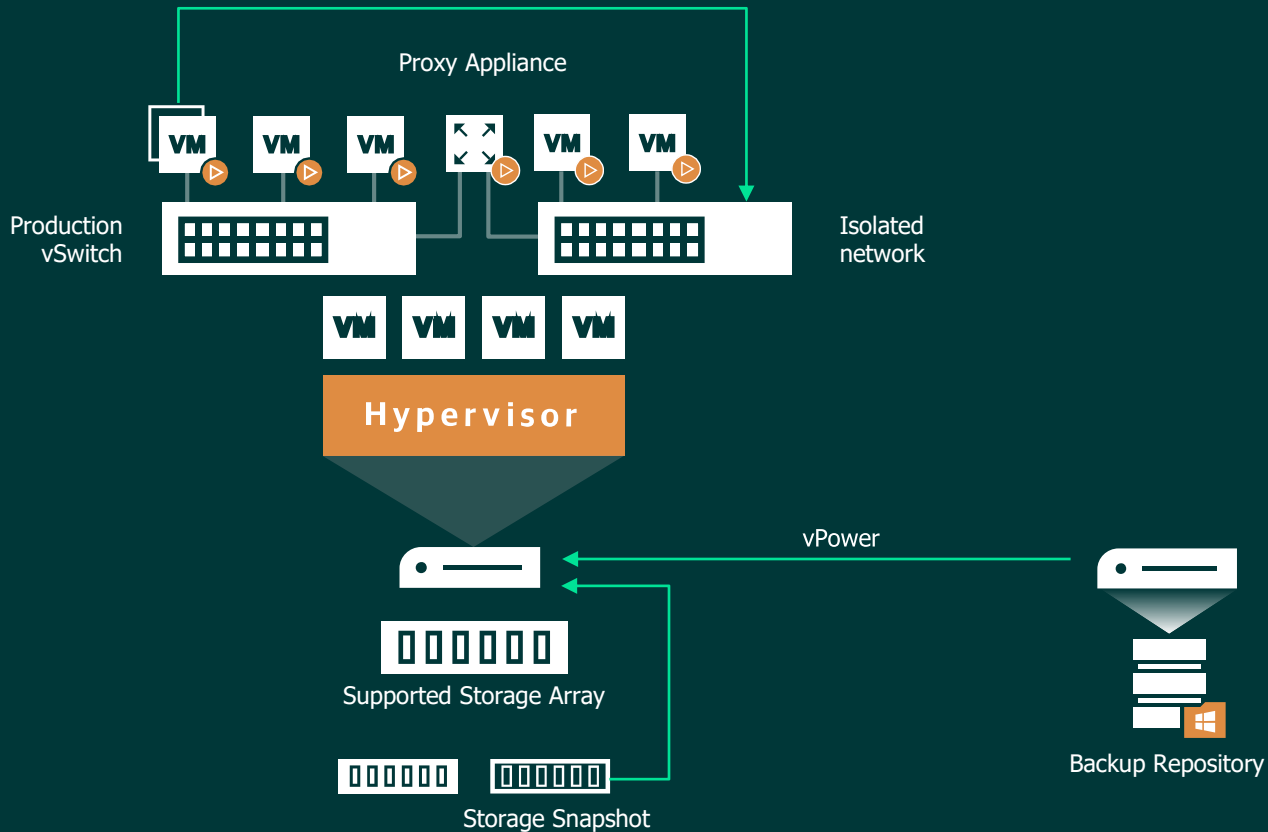 Proxy Appliance
VM
VM
VM
VM
VM
Production
vSwitch
Isolated
network
VM
VM
VM
VM
Hypervisor
vPower
Supported Storage Array
Backup Repository
Storage Snapshot